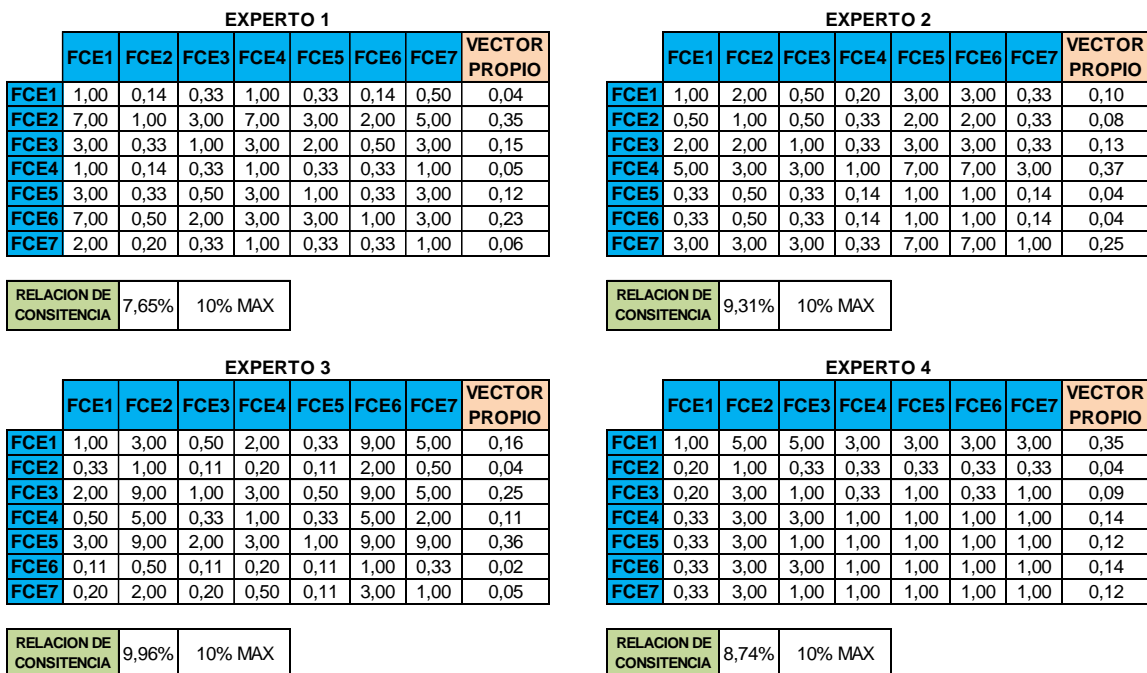 EXPERTO 1
FCE1 FCE2 FCE3 FCE4 FCE5 FCE6 FCE7 VECTOR PROPIO
FCE1 1,00 0,14 0,33 1,00 0,33 0,14 0,50 0,04
FCE2 7,00 1,00 3,00 7,00 3,00 2,00 5,00 0,35
FCE3 3,00 0,33 1,00 3,00 2,00 0,50 3,00 0,15
FCE4 1,00 0,14 0,33 1,00 0,33 0,33 1,00 0,05
FCE5 3,00 0,33 0,50 3,00 1,00 0,33 3,00 0,12
FCE6 7,00 0,50 2,00 3,00 3,00 1,00 3,00 0,23
FCE7 2,00 0,20 0,33 1,00 0,33 0,33 1,00 0,06
RELACION DE
CONSITENCIA 7,65% 10% MAX
EXPERTO 2
FCE1 FCE2 FCE3 FCE4 FCE5 FCE6 FCE7 VECTOR PROPIO
FCE1 1,00 2,00 0,50 0,20 3,00 3,00 0,33 0,10
FCE2 0,50 1,00 0,50 0,33 2,00 2,00 0,33 0,08
FCE3 2,00 2,00 1,00 0,33 3,00 3,00 0,33 0,13
FCE4 5,00 3,00 3,00 1,00 7,00 7,00 3,00 0,37
FCE5 0,33 0,50 0,33 0,14 1,00 1,00 0,14 0,04
FCE6 0,33 0,50 0,33 0,14 1,00 1,00 0,14 0,04
FCE7 3,00 3,00 3,00 0,33 7,00 7,00 1,00 0,25
RELACION DE
CONSITENCIA 9,31% 10% MAX
EXPERTO 3
FCE1 FCE2 FCE3 FCE4 FCE5 FCE6 FCE7 VECTOR PROPIO
FCE1 1,00 3,00 0,50 2,00 0,33 9,00 5,00 0,16
FCE2 0,33 1,00 0,11 0,20 0,11 2,00 0,50 0,04
FCE3 2,00 9,00 1,00 3,00 0,50 9,00 5,00 0,25
FCE4 0,50 5,00 0,33 1,00 0,33 5,00 2,00 0,11
FCE5 3,00 9,00 2,00 3,00 1,00 9,00 9,00 0,36
FCE6 0,11 0,50 0,11 0,20 0,11 1,00 0,33 0,02
FCE7 0,20 2,00 0,20 0,50 0,11 3,00 1,00 0,05
RELACION DE
CONSITENCIA 9,96% 10% MAX
EXPERTO 4
FCE1 FCE2 FCE3 FCE4 FCE5 FCE6 FCE7 VECTOR PROPIO
FCE1 1,00 5,00 5,00 3,00 3,00 3,00 3,00 0,35
FCE2 0,20 1,00 0,33 0,33 0,33 0,33 0,33 0,04
FCE3 0,20 3,00 1,00 0,33 1,00 0,33 1,00 0,09
FCE4 0,33 3,00 3,00 1,00 1,00 1,00 1,00 0,14
FCE5 0,33 3,00 1,00 1,00 1,00 1,00 1,00 0,12
FCE6 0,33 3,00 3,00 1,00 1,00 1,00 1,00 0,14
FCE7 0,33 3,00 1,00 1,00 1,00 1,00 1,00 0,12
RELACION DE
CONSITENCIA 8,74% 10% MAX